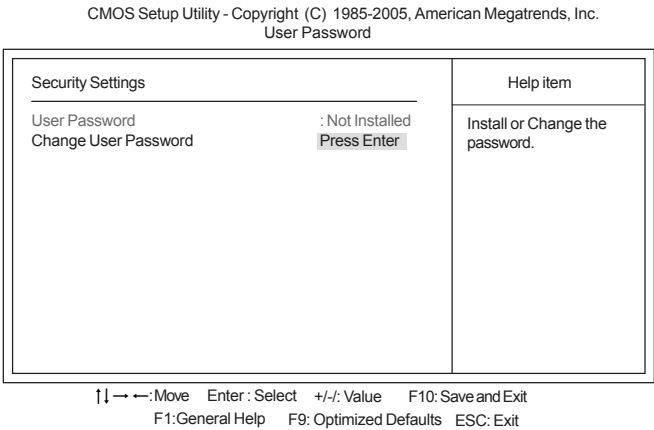 CMOS Setup Utility - Copyright (C) 1985-2005, American Megatrends, Inc.
User Password
Security Settings
Help item
User Password : Not Installed
Change User Password Press Enter
Install or Change the
password.
↑↓→←:Move Enter : Select +/-/: Value F10: Save and Exit
F1:General Help F9: Optimized Defaults ESC: Exit